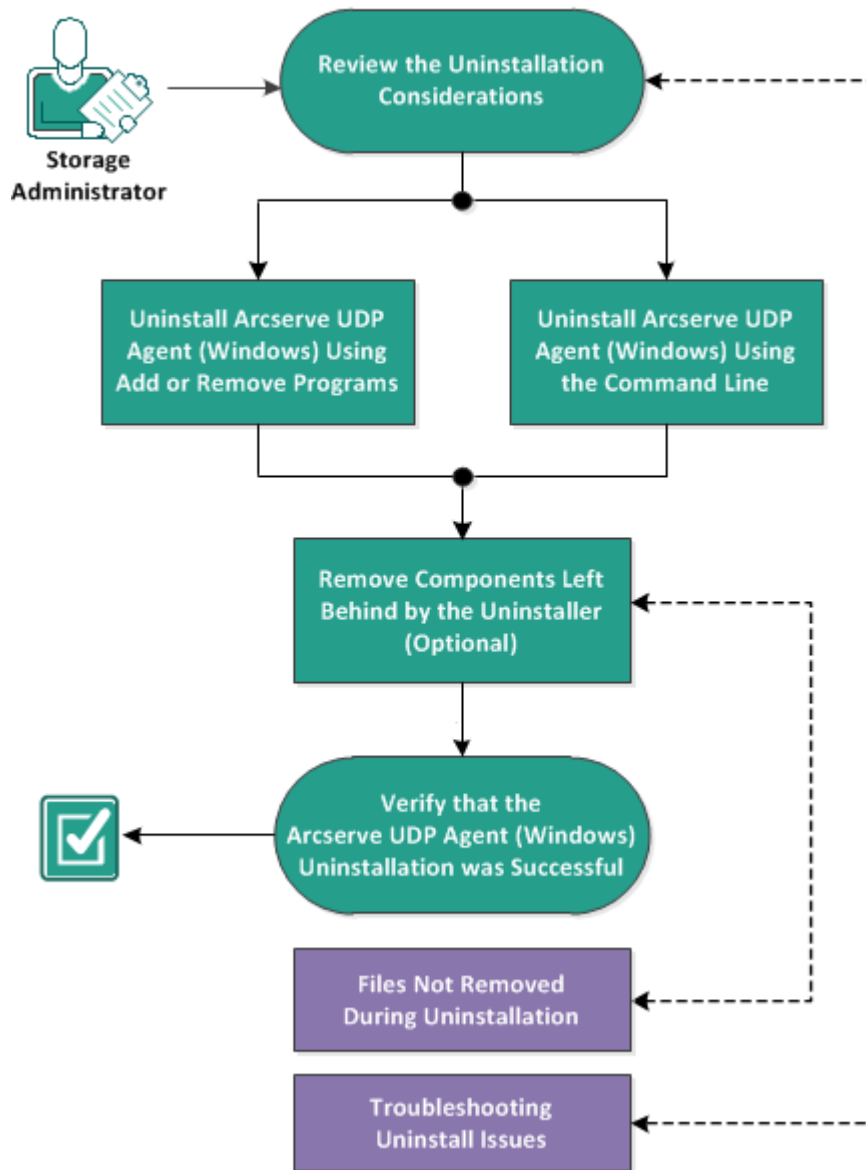 Storage
Administrator
Review the Uninstallation
Considerations
Uninstall Arcserve UDP
Agent (Windows) Using
Add or Remove Programs
Uninstall Arcserve UDP
Agent (Windows) Using
the Command Line
Remove Components Left
Behind by the Uninstaller
(Optional)
Verify that the
Arcserve UDP Agent (Windows)
Uninstallation was Successful
Files Not Removed
During Uninstallation
Troubleshooting
Uninstall Issues